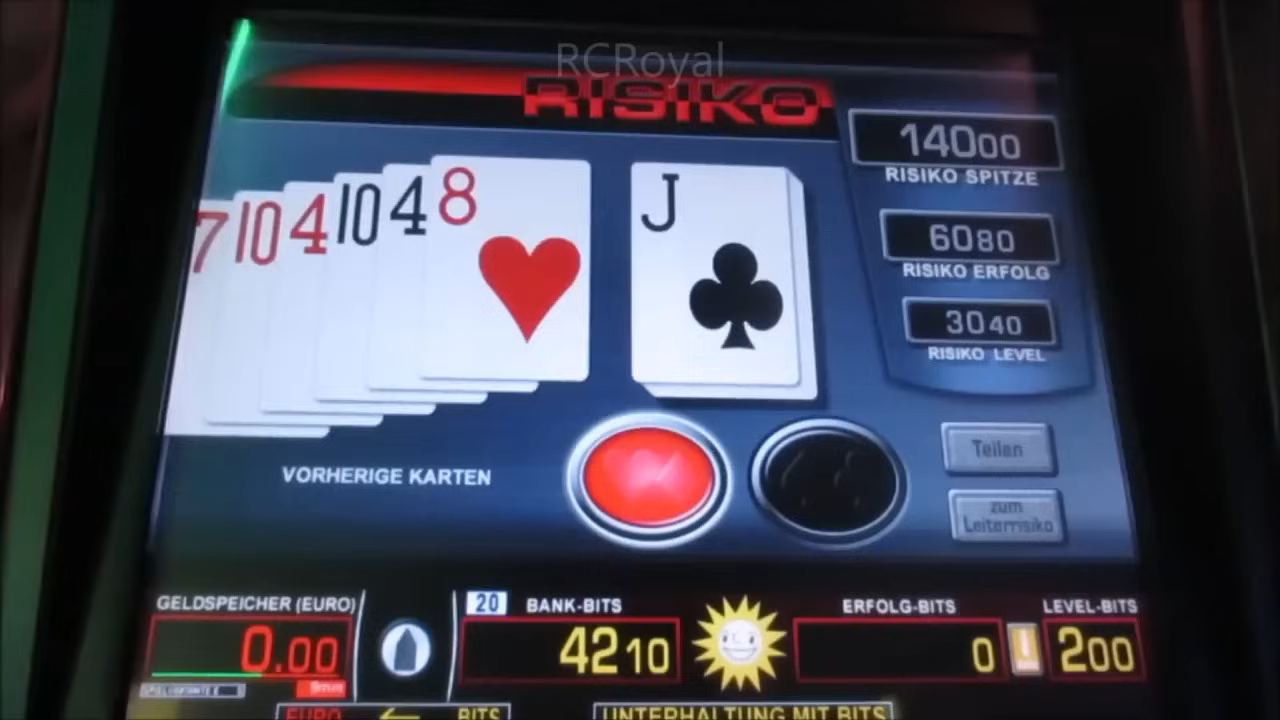 RCRoyal
RISIKO
7 10 4 10 4 8
J
14000
RISIKO SPITZE
6080
RISIKO ERFOLG
3040
RISIKO LEVEL
Teilen
VORHERIGE KARTEN
zum
Leiterrisiko
GELDSPEICHER (EURO)
20 BANK-BITS
ERFOLG-BITS
LEVEL-BITS
0.00
4210
0
200
EURO
BITS
UNTERHALTUNG MIT BITS